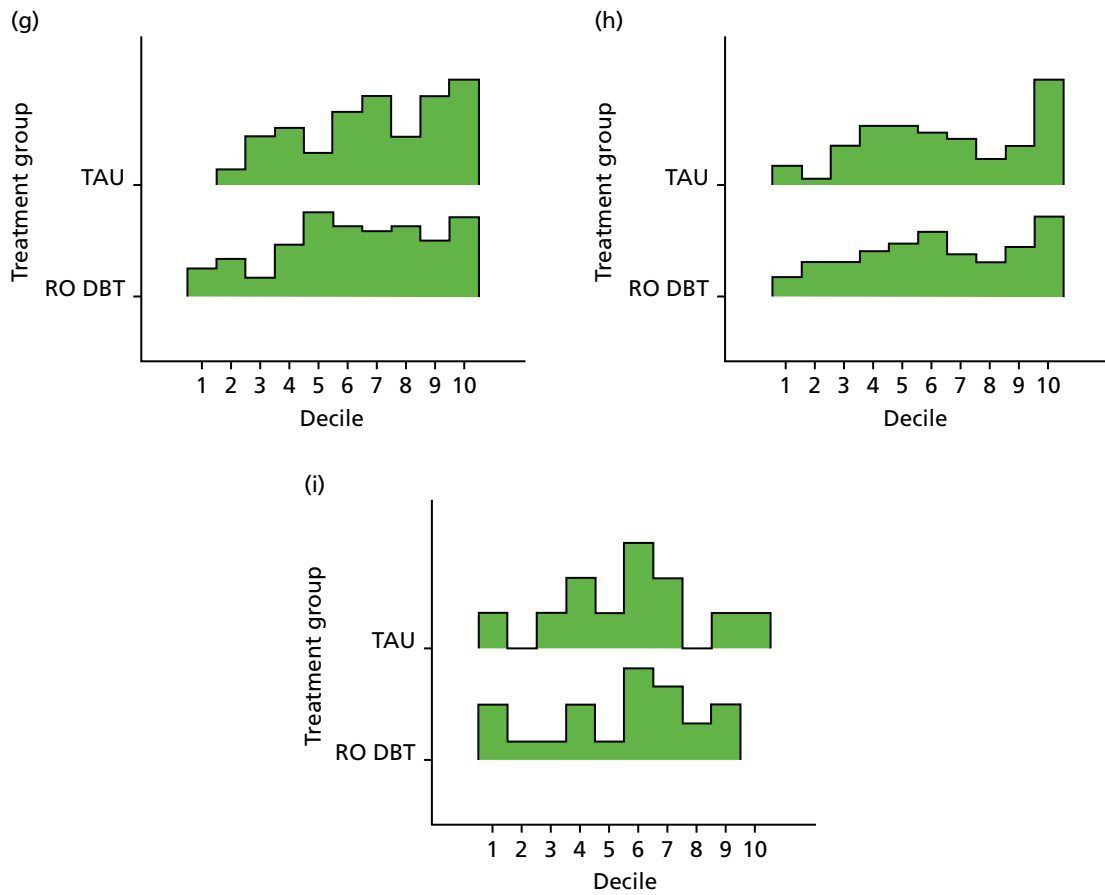 (g)
Treatment group
TAU
RO DBT
1 2 3 4 5 6 7 8 9 10
Decile
(h)
Treatment group
TAU
RO DBT
1 2 3 4 5 6 7 8 9 10
Decile
(i)
Treatment group
TAU
RO DBT
1 2 3 4 5 6 7 8 9 10
Decile